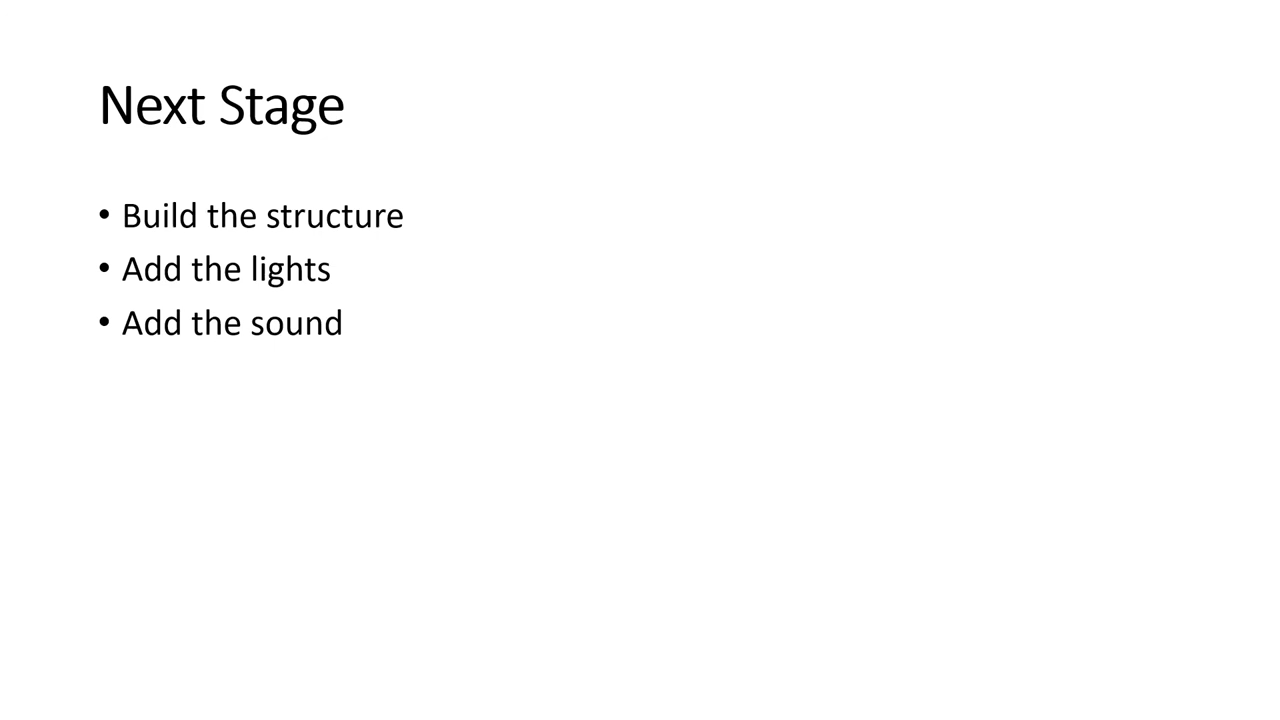 Next Stage
• Build the structure
• Add the lights
• Add the sound